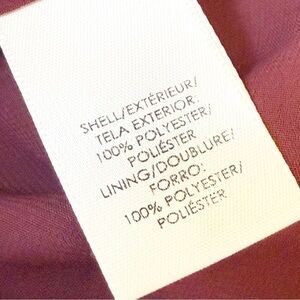 SHELL/EXTÉRIEUR/
TELA EXTERIOR:
100% POLYESTER/
POLIÉSTER
LINING/DOUBLURE/
FORRO:
100% POLYESTER/
POLIÉSTER